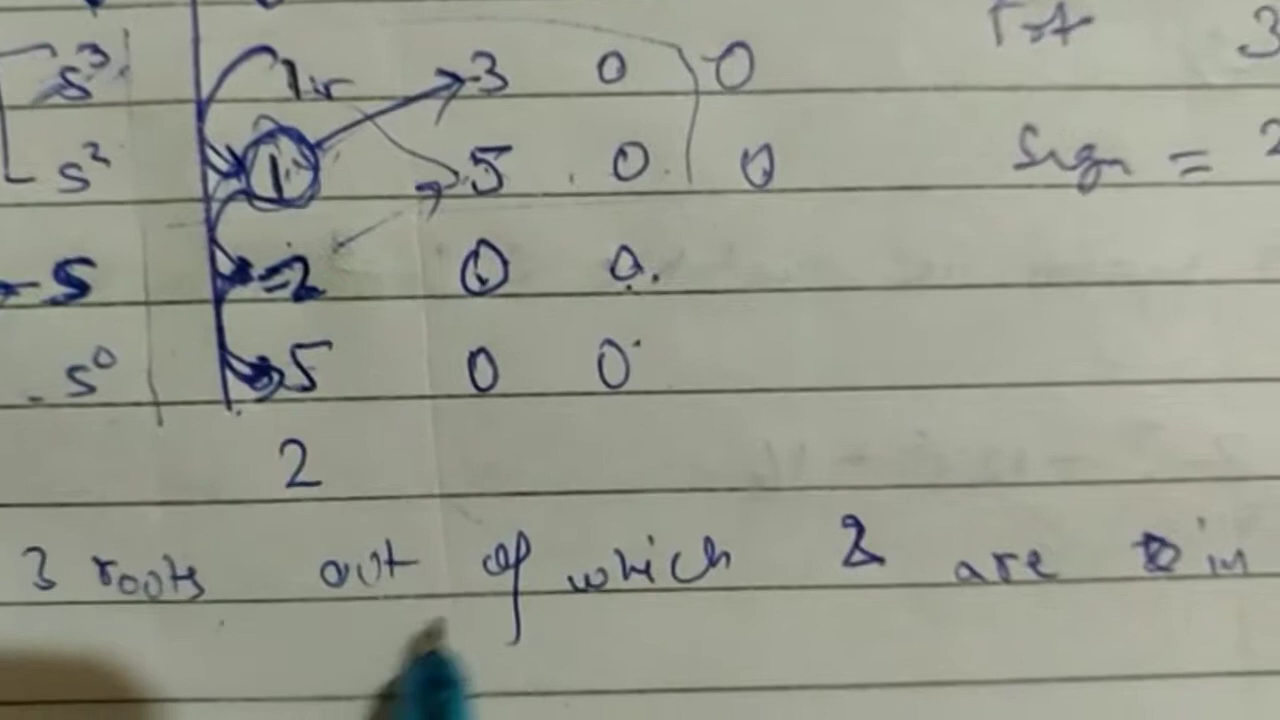 s³ 1 3 0 0
s² 1 5 0 0 Sign = 2
s -2 0 0
s⁰ 5 0 0
2
3 roots out of which 2 are in